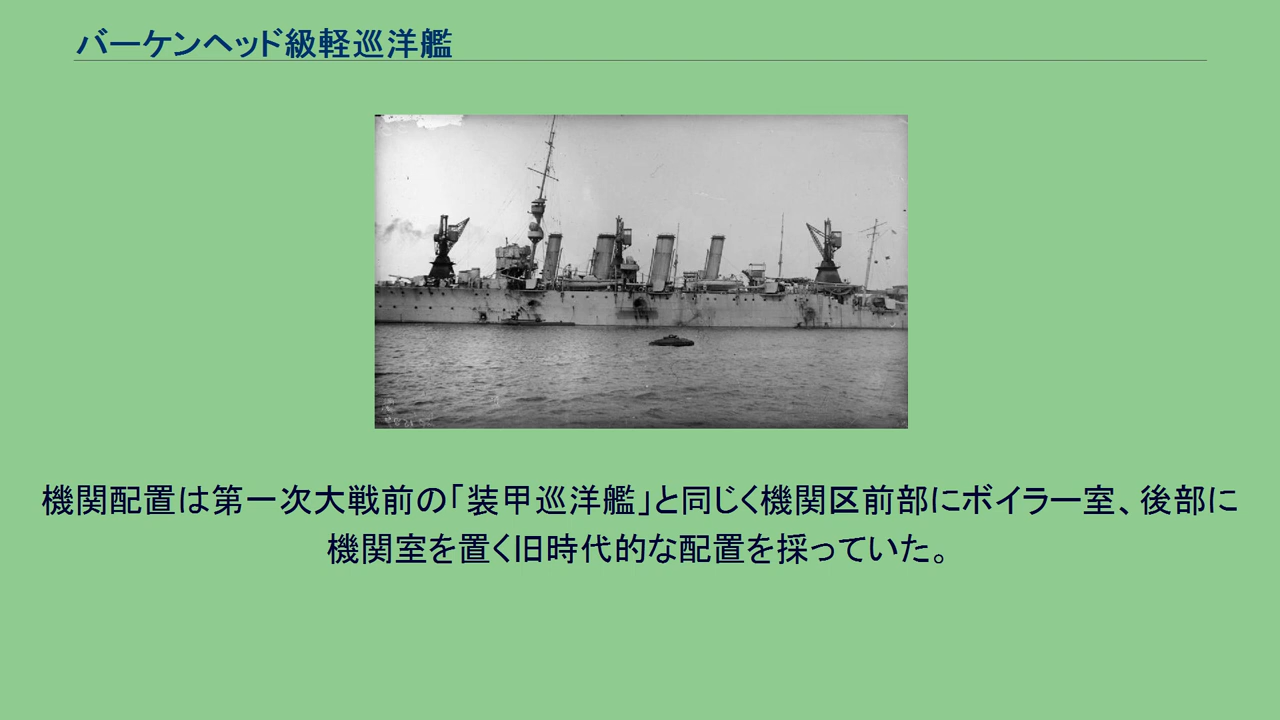 バーケンヘッド級軽巡洋艦
機関配置は第一次大戦前の「装甲巡洋艦」と同じく機関区前部にボイラー室、後部に
機関室を置く旧時代的な配置を採っていた。